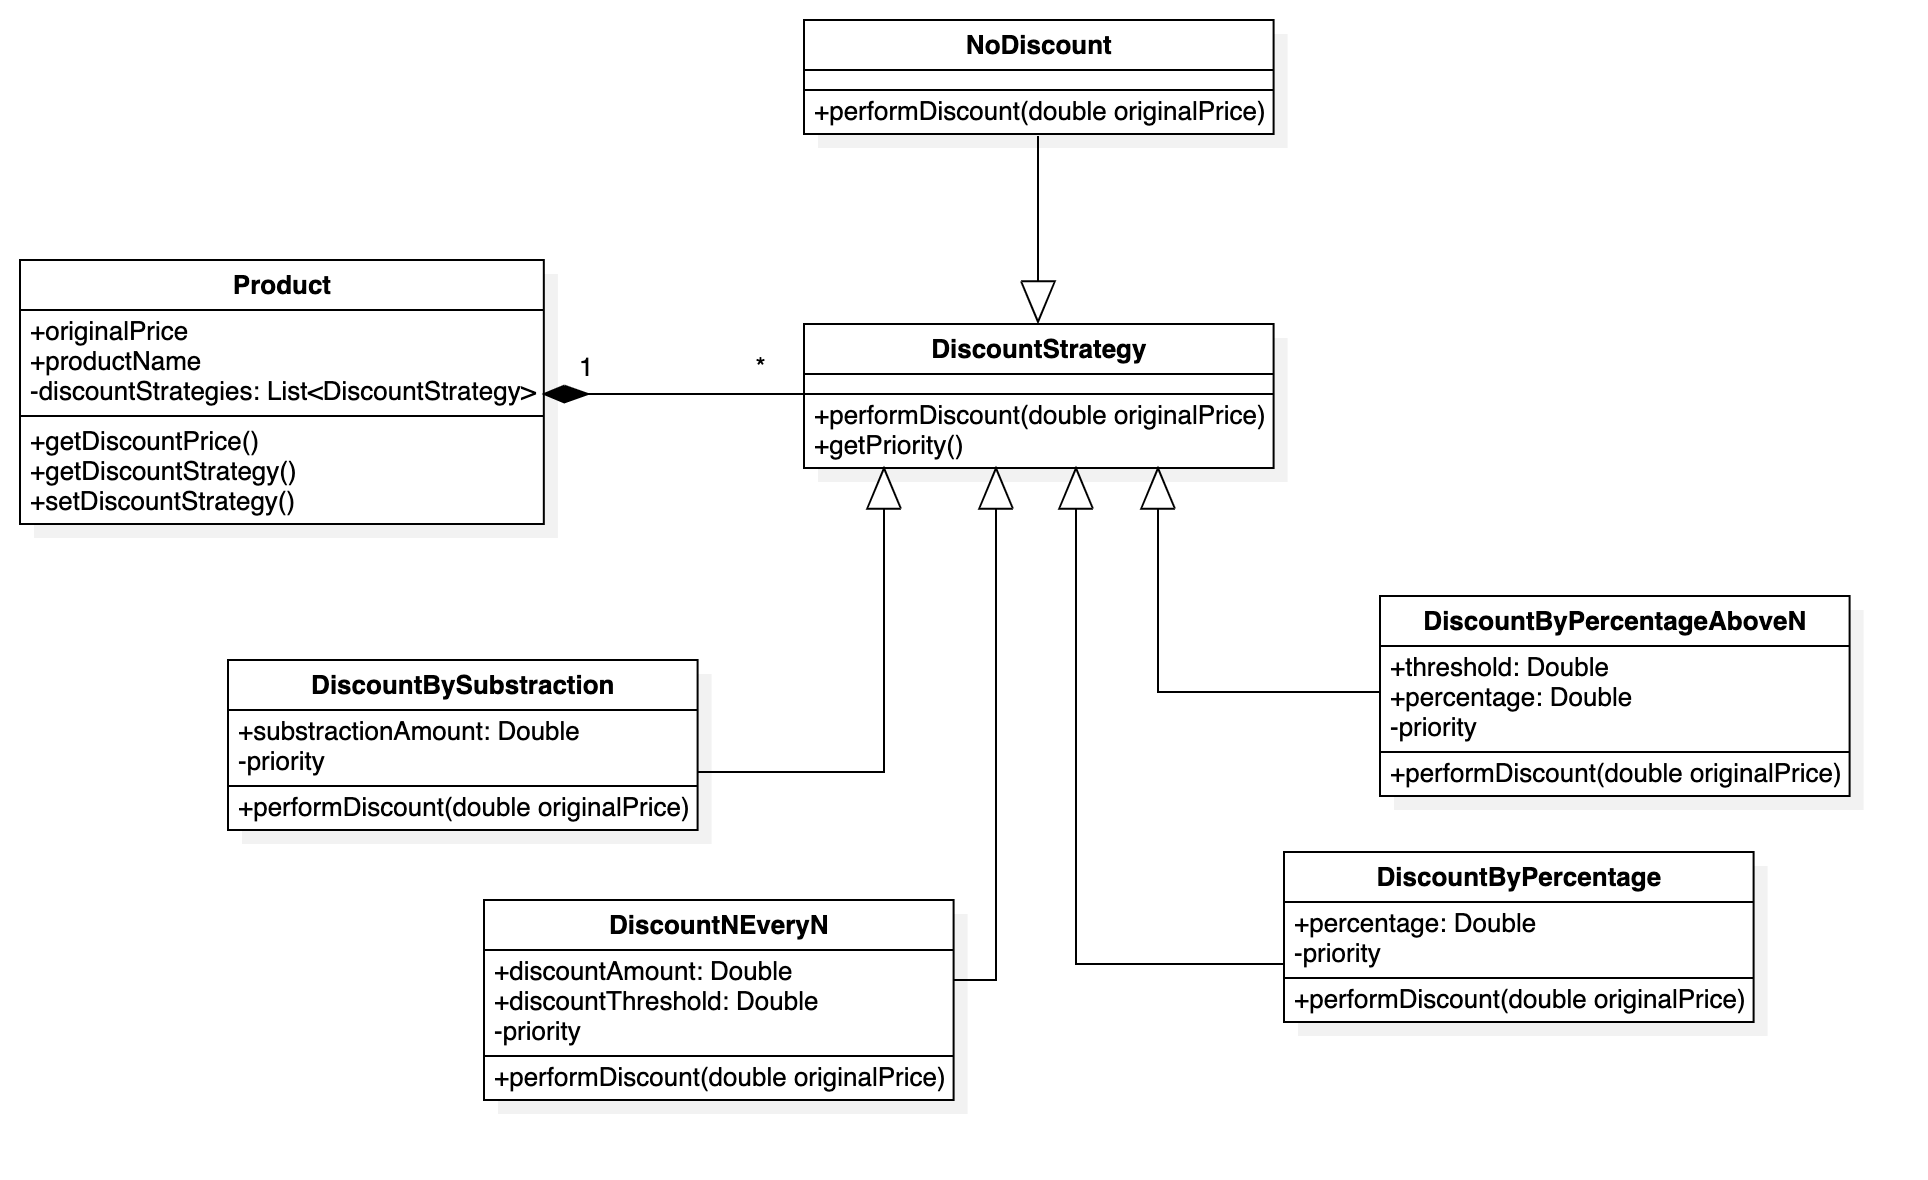 NoDiscount
+performDiscount(double originalPrice)
Product
+originalPrice
+productName
-discountStrategies: List<DiscountStrategy>
+getDiscountPrice()
+getDiscountStrategy()
+setDiscountStrategy()
1
*
DiscountStrategy
+performDiscount(double originalPrice)
+getPriority()
DiscountBySubstraction
+substractionAmount: Double
-priority
+performDiscount(double originalPrice)
DiscountByPercentageAboveN
+threshold: Double
+percentage: Double
-priority
+performDiscount(double originalPrice)
DiscountNEveryN
+discountAmount: Double
+discountThreshold: Double
-priority
+performDiscount(double originalPrice)
DiscountByPercentage
+percentage: Double
-priority
+performDiscount(double originalPrice)